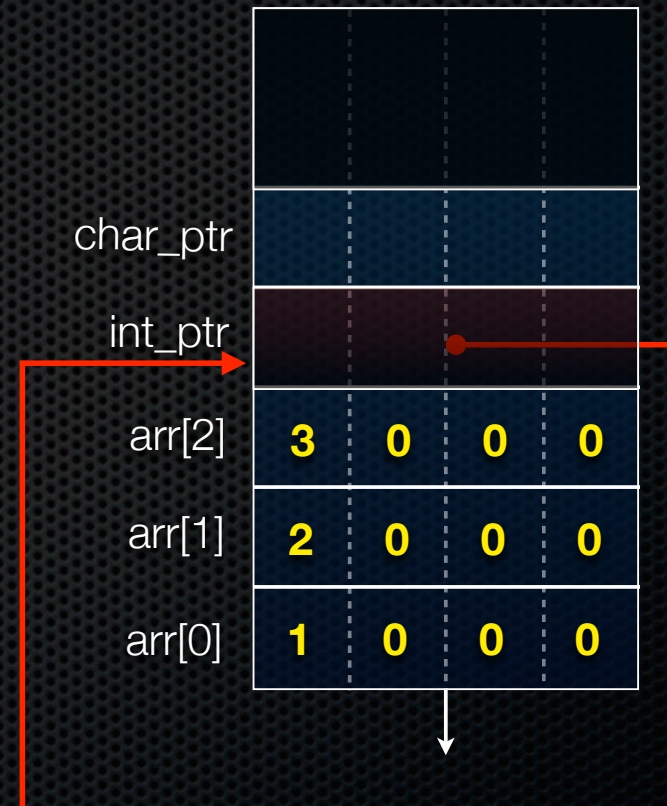 char_ptr
int_ptr
arr[2] 3 0 0 0
arr[1] 2 0 0 0
arr[0] 1 0 0 0